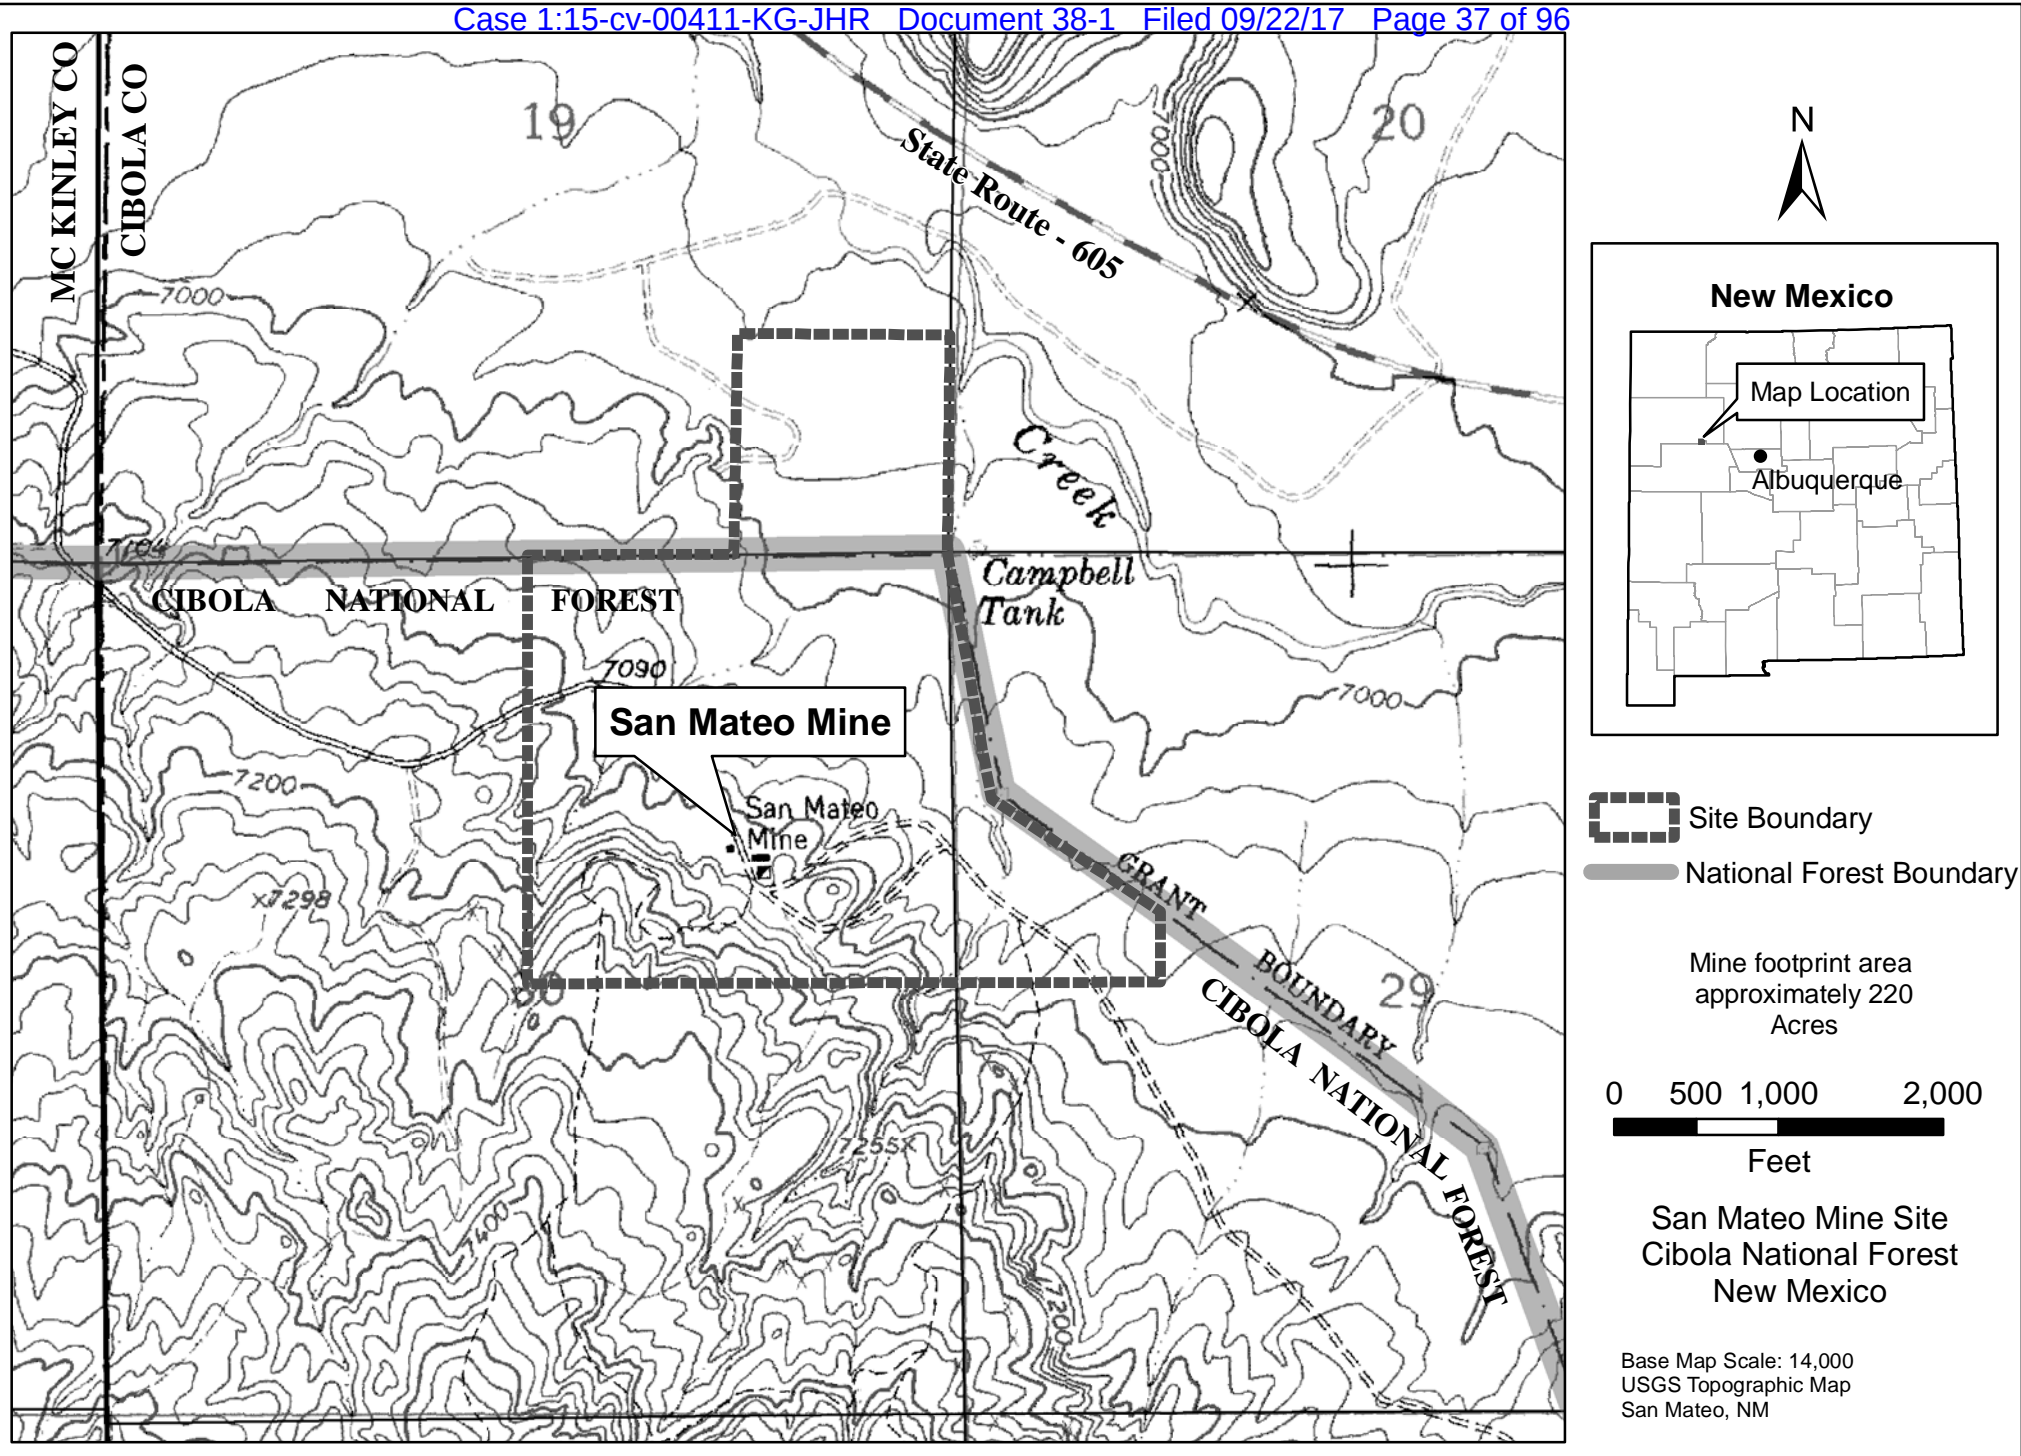 Case 1:15-cv-00411-KG-JHR Document 38-1 Filed 09/22/17 Page 37 of 96
MC KINLEY CO
CIBOLA CO
19
20
State Route - 605
7000
7000
Creek
7104
CIBOLA NATIONAL FOREST
Campbell
Tank
7090
7000
San Mateo Mine
7200
San Mateo
Mine
x7298
GRANT
BOUNDARY
29
CIBOLA NATIONAL FOREST
30
7255x
7400
7200
N
New Mexico
Map Location
Albuquerque
Site Boundary
National Forest Boundary
Mine footprint area
approximately 220
Acres
0 500 1,000 2,000
Feet
San Mateo Mine Site
Cibola National Forest
New Mexico
Base Map Scale: 14,000
USGS Topographic Map
San Mateo, NM